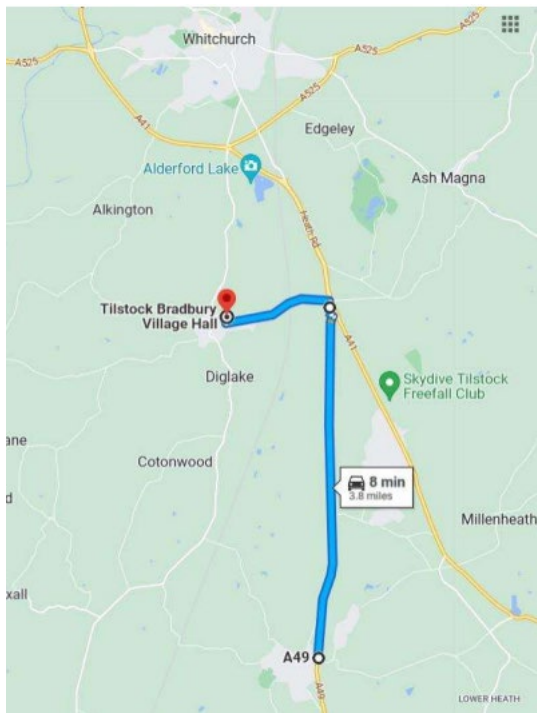 Whitchurch
A525
A525
A525
A41
Edgeley
Alderford Lake
Ash Magna
Alkington
Heath Rd
Tilstock Bradbury
Village Hall
A41
Diglake
Skydive Tilstock
Freefall Club
ane
Cotonwood
8 min
3.8 miles
d
Millenheath
xall
A49
A49
LOWER HEATH